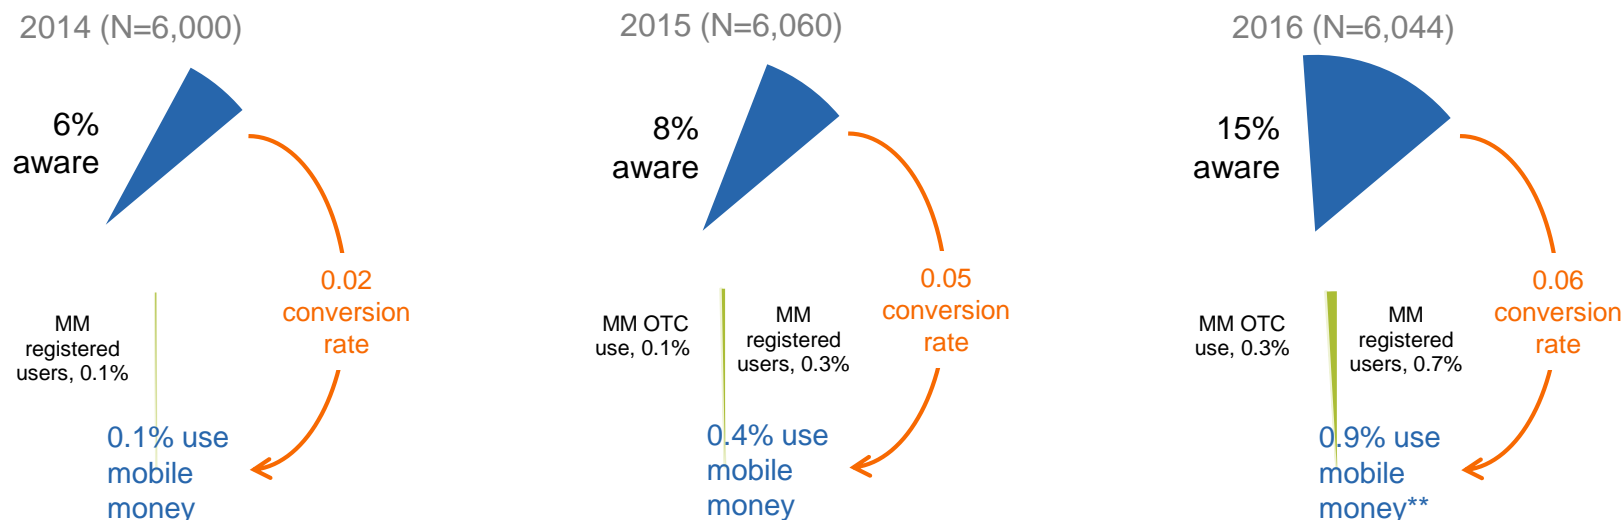 2014 (N=6,000)
6%
aware
0.02
conversion
rate
MM
registered
users, 0.1%
0.1% use
mobile
money
2015 (N=6,060)
8%
aware
0.05
conversion
rate
MM OTC
use, 0.1%
MM
registered
users, 0.3%
0.4% use
mobile
money
2016 (N=6,044)
15%
aware
0.06
conversion
rate
MM OTC
use, 0.3%
MM
registered
users, 0.7%
0.9% use
mobile
money**